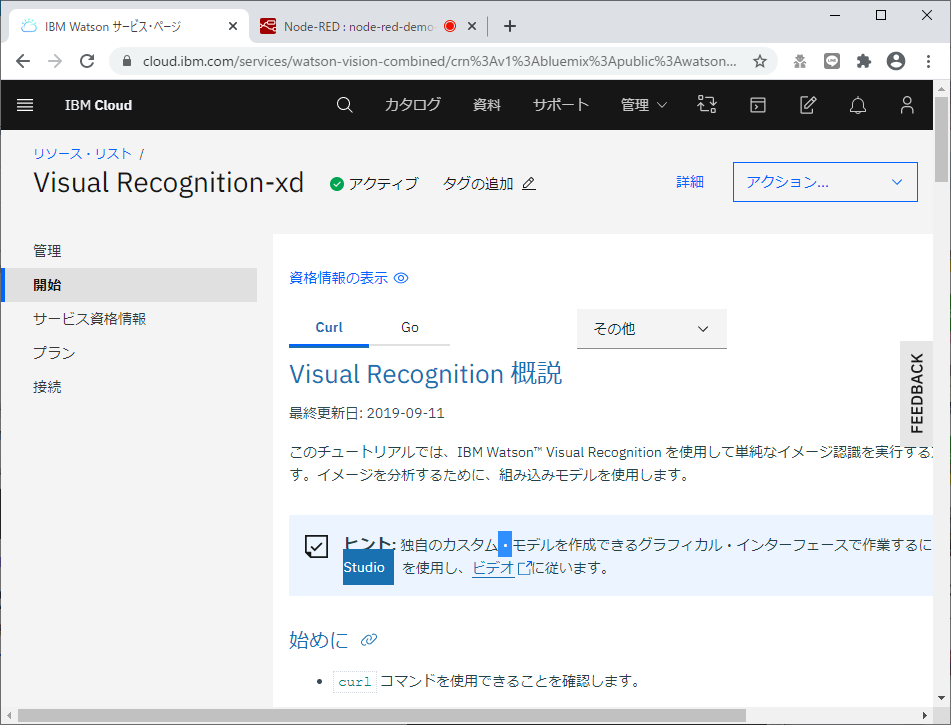 IBM Watson サービス・ページ
Node-RED : node-red-demo
cloud.ibm.com/services/watson-vision-combined/crn%3Av1%3Abluemix%3Apublic%3Awatson...
IBM Cloud
カタログ
資料
サポート
管理
リソース・リスト /
Visual Recognition-xd
アクティブ
タグの追加
詳細
アクション...
管理
開始
サービス資格情報
プラン
接続
資格情報の表示
Curl
Go
その他
Visual Recognition 概説
最終更新日: 2019-09-11
このチュートリアルでは、IBM Watson™ Visual Recognition を使用して単純なイメージ認識を実行する
す。イメージを分析するために、組み込みモデルを使用します。
ヒント: 独自のカスタム・モデルを作成できるグラフィカル・インターフェースで作業するに
Studio を使用し、ビデオに従います。
始めに
• curl コマンドを使用できることを確認します。
FEEDBACK